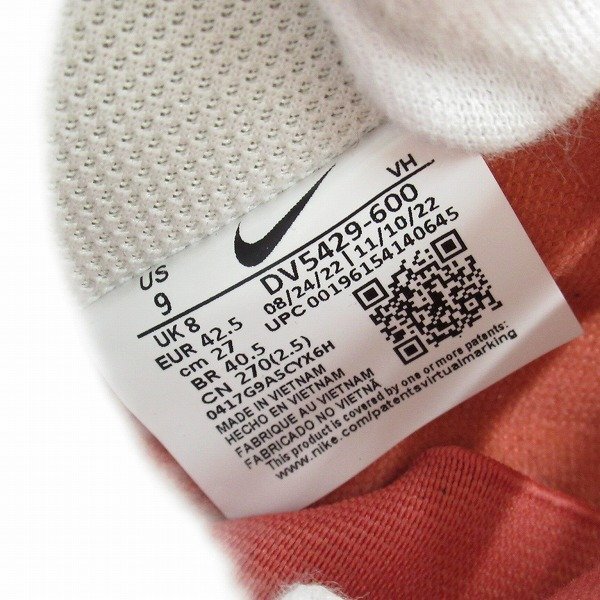 VH
US
9
UK 8
EUR 42.5
cm 27
BR 40.5
CN 270(2.5)
0417G9ASCYX6H
MADE IN VIETNAM
HECHO EN VIETNAM
FABRIQUE AU VIETNAM
FABRICADO NO VIETNÃ
This product is covered by one or more patents:
www.nike.com/patentsvirtualmarking
DV5429-600
08/24/22 | 11/10/22
UPC 00196154140645